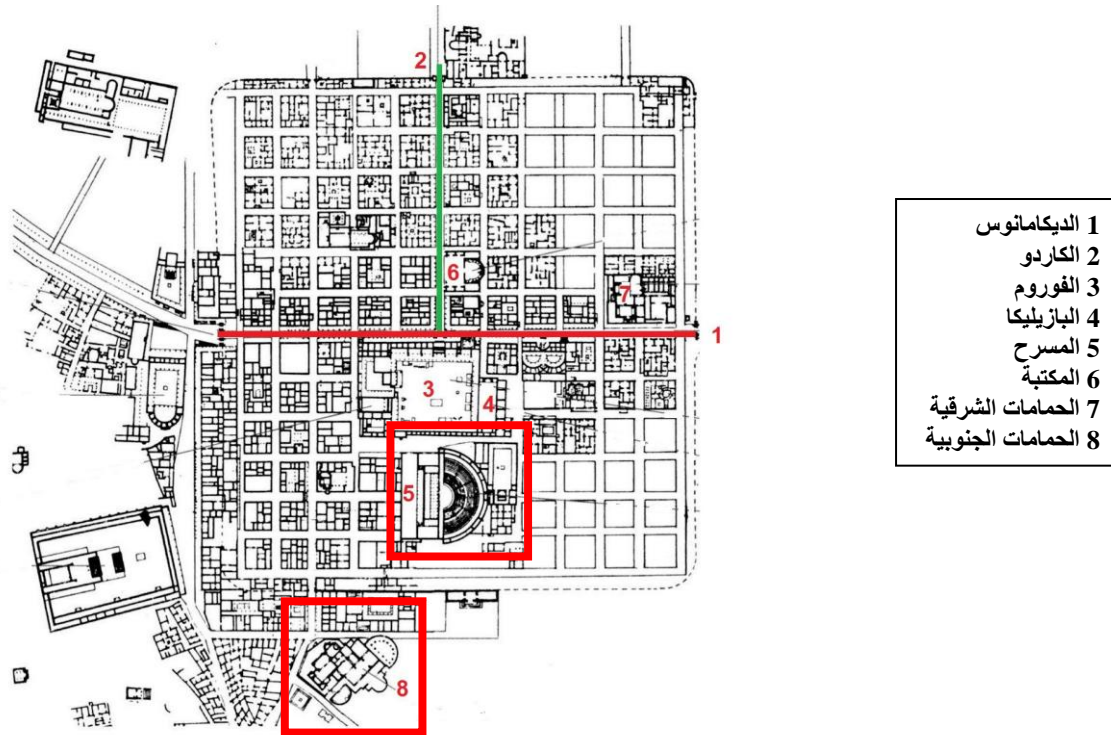 2
6
7
1
3
4
5
8
1 الديكامانوس
2 الكاردو
3 الفوروم
4 البازيليكا
5 المسرح
6 المكتبة
7 الحمامات الشرقية
8 الحمامات الجنوبية